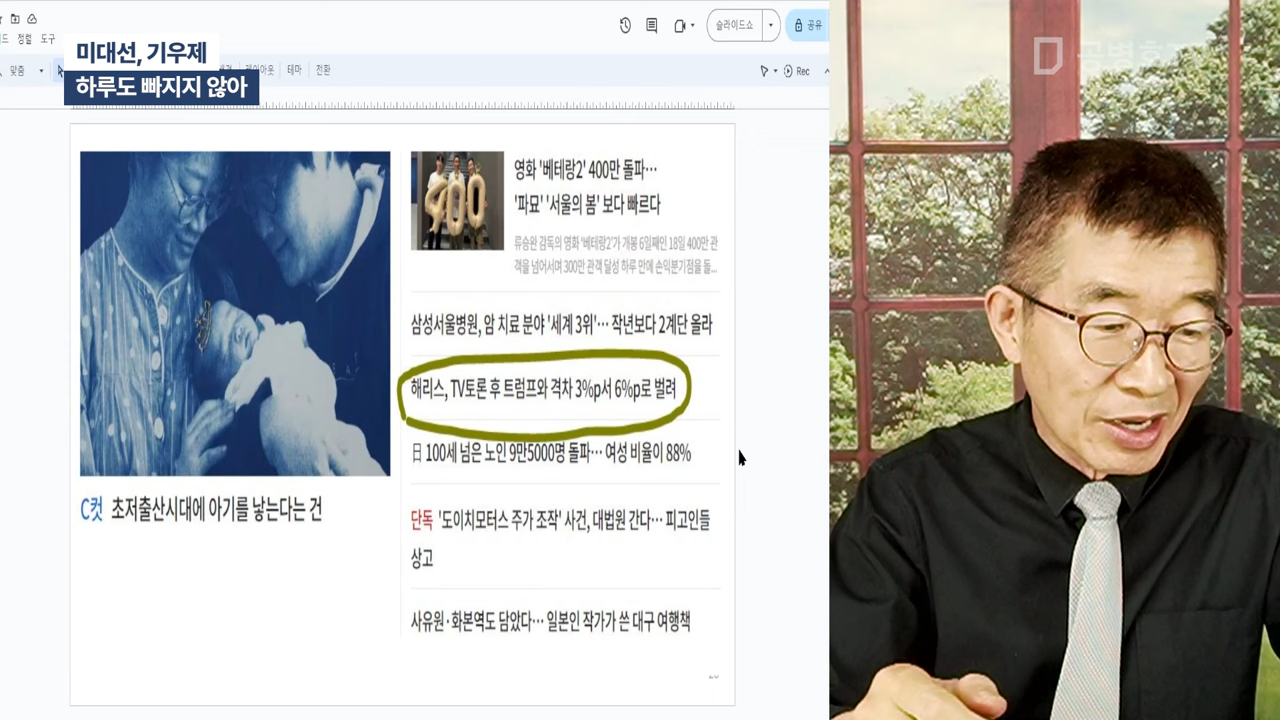 미대선, 기우제
하루도 빠지지 않아
정렬 도구
맞춤
테마 전환
슬라이드쇼
공유
Rec
공병호
400
영화 '베테랑2' 400만 돌파…
'파묘' '서울의 봄' 보다 빠르다
류승완 감독의 영화 '베테랑2'가 개봉 6일째인 18일 400만 관
객을 넘어서며 300만 관객 달성 하루 만에 손익분기점을 돌...
삼성서울병원, 암 치료 분야 '세계 3위'… 작년보다 2계단 올라
해리스, TV토론 후 트럼프와 격차 3%p서 6%p로 벌려
日 100세 넘은 노인 9만5000명 돌파… 여성 비율이 88%
C컷 초저출산시대에 아기를 낳는다는 건
단독 '도이치모터스 주가 조작' 사건, 대법원 간다… 피고인들
상고
사유원·화본역도 담았다… 일본인 작가가 쓴 대구 여행책